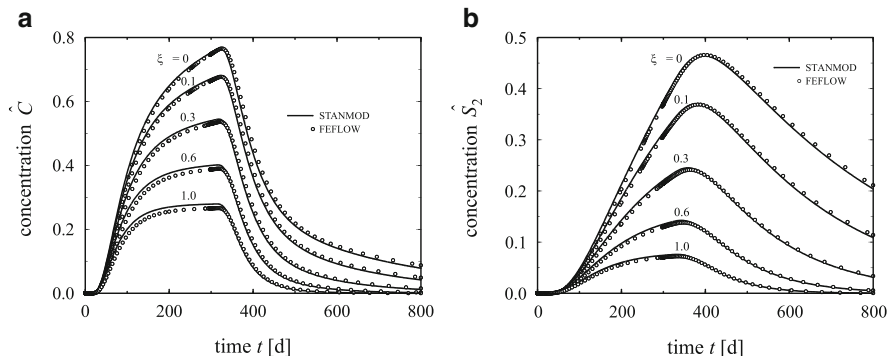 a
0.8
0.6
0.4
0.2
0.0
0 200 400 600 800
concentration Ĉ
time t [d]
ξ = 0
0.1
0.3
0.6
1.0
STANMOD
FEFLOW
b
0.5
0.4
0.3
0.2
0.1
0.0
0 200 400 600 800
concentration Ŝ₂
time t [d]
ξ = 0
0.1
0.3
0.6
1.0
STANMOD
FEFLOW